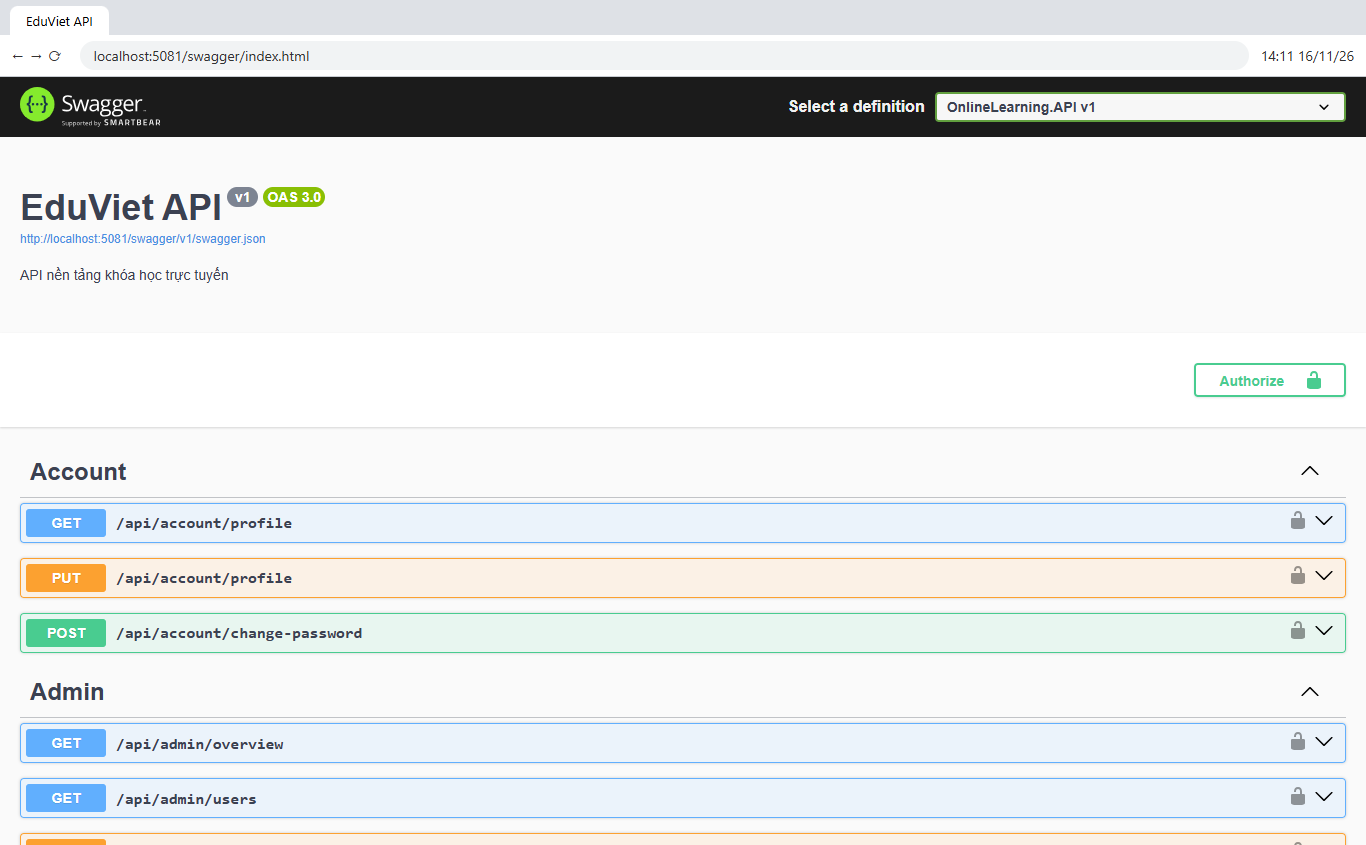 EduViet API
localhost:5081/swagger/index.html
14:11 16/11/26
Swagger
Supported by SMARTBEAR
Select a definition
OnlineLearning.API v1
EduViet API v1 OAS 3.0
http://localhost:5081/swagger/v1/swagger.json
API nền tảng khóa học trực tuyến
Authorize
Account
GET /api/account/profile
PUT /api/account/profile
POST /api/account/change-password
Admin
GET /api/admin/overview
GET /api/admin/users